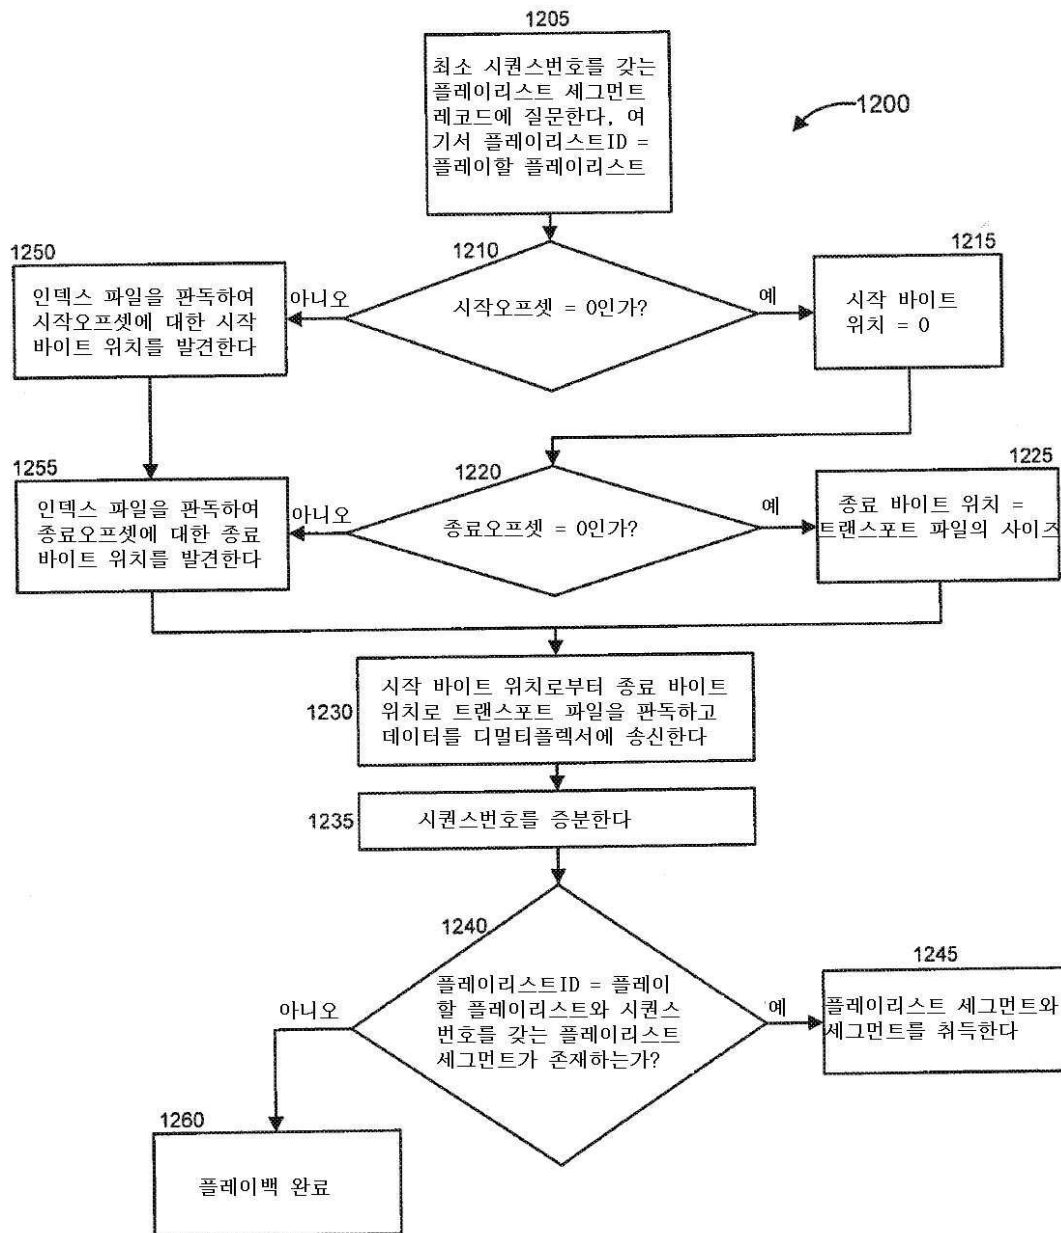 1205
최소 시퀀스번호를 갖는
플레이리스트 세그먼트
레코드에 질문한다, 여
기서 플레이리스트ID =
플레이할 플레이리스트
1200
1210
시작오프셋 = 0인가?
아니오
예
1250
인덱스 파일을 판독하여
시작오프셋에 대한 시작
바이트 위치를 발견한다
1215
시작 바이트
위치 = 0
1220
종료오프셋 = 0인가?
아니오
예
1255
인덱스 파일을 판독하여
종료오프셋에 대한 종료
바이트 위치를 발견한다
1225
종료 바이트 위치 =
트랜스포트 파일의 사이즈
1230
시작 바이트 위치로부터 종료 바이트
위치로 트랜스포트 파일을 판독하고
데이터를 디멀티플렉서에 송신한다
1235
시퀀스번호를 증분한다
1240
플레이리스트ID = 플레이
할 플레이리스트와 시퀀스
번호를 갖는 플레이리스트
세그먼트가 존재하는가?
아니오
예
1245
플레이리스트 세그먼트와
세그먼트를 취득한다
1260
플레이백 완료